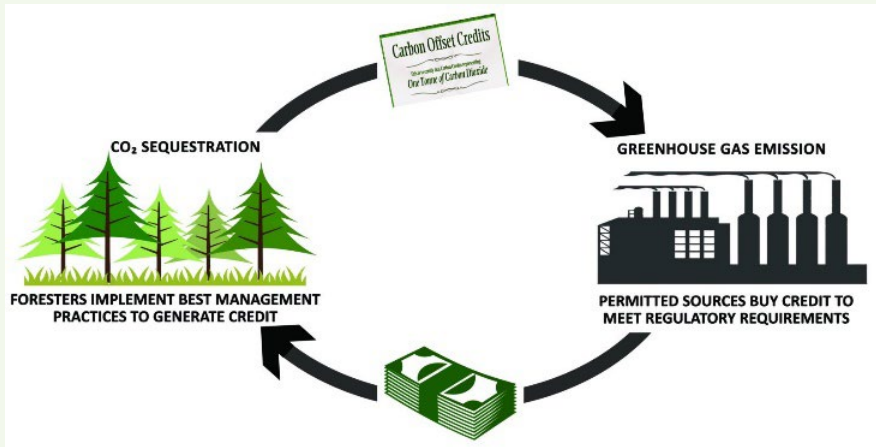 Carbon Offset Credits
One Tonne of Carbon Dioxide
CO₂ SEQUESTRATION
GREENHOUSE GAS EMISSION
FORESTERS IMPLEMENT BEST MANAGEMENT
PRACTICES TO GENERATE CREDIT
PERMITTED SOURCES BUY CREDIT TO
MEET REGULATORY REQUIREMENTS